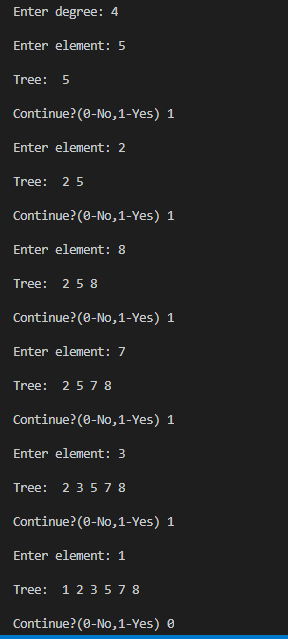 Enter degree: 4
Enter element: 5
Tree:  5
Continue?(0-No,1-Yes) 1
Enter element: 2
Tree:  2 5
Continue?(0-No,1-Yes) 1
Enter element: 8
Tree:  2 5 8
Continue?(0-No,1-Yes) 1
Enter element: 7
Tree:  2 5 7 8
Continue?(0-No,1-Yes) 1
Enter element: 3
Tree:  2 3 5 7 8
Continue?(0-No,1-Yes) 1
Enter element: 1
Tree:  1 2 3 5 7 8
Continue?(0-No,1-Yes) 0